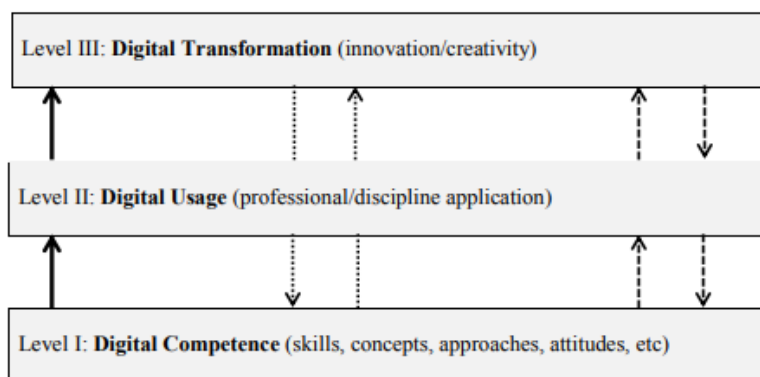 Level III: Digital Transformation (innovation/creativity)
Level II: Digital Usage (professional/discipline application)
Level I: Digital Competence (skills, concepts, approaches, attitudes, etc)